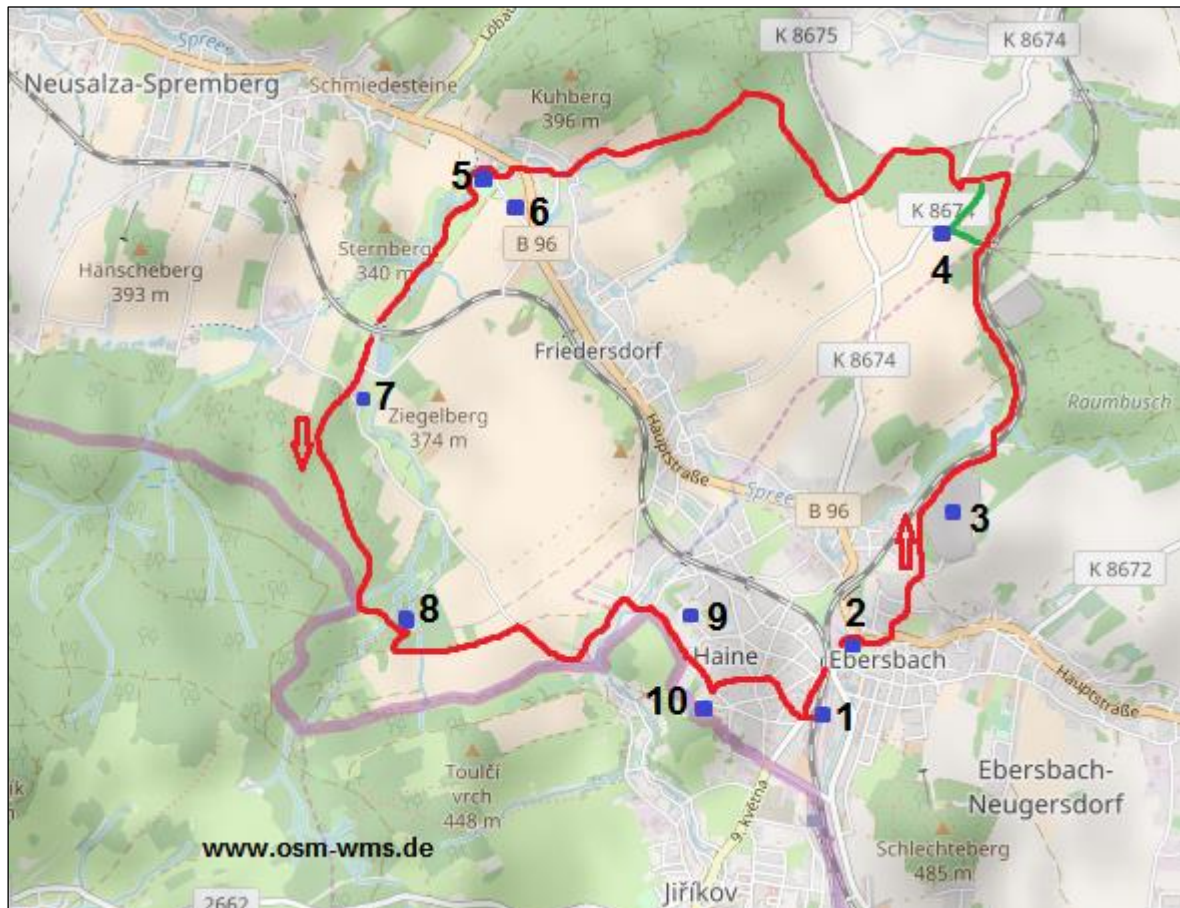 Spree
Löbau
K 8675
K 8674
Neusalza-Spremberg
Schmiedesteine
Kuhberg
396 m
5
6
K 8674
4
B 96
Sternberg
340 m
Hänscheberg
393 m
Friedersdorf
K 8674
7
Ziegelberg
374 m
Raumbusch
Hauptstraße
Spree
B 96
3
K 8672
8
9
2
Haine
Ebersbach
Hauptstraße
10
1
Toulčí
vrch
448 m
Ebersbach-
Neugersdorf
9. května
www.osm-wms.de
Schlechteberg
485 m
Jiříkov
2662